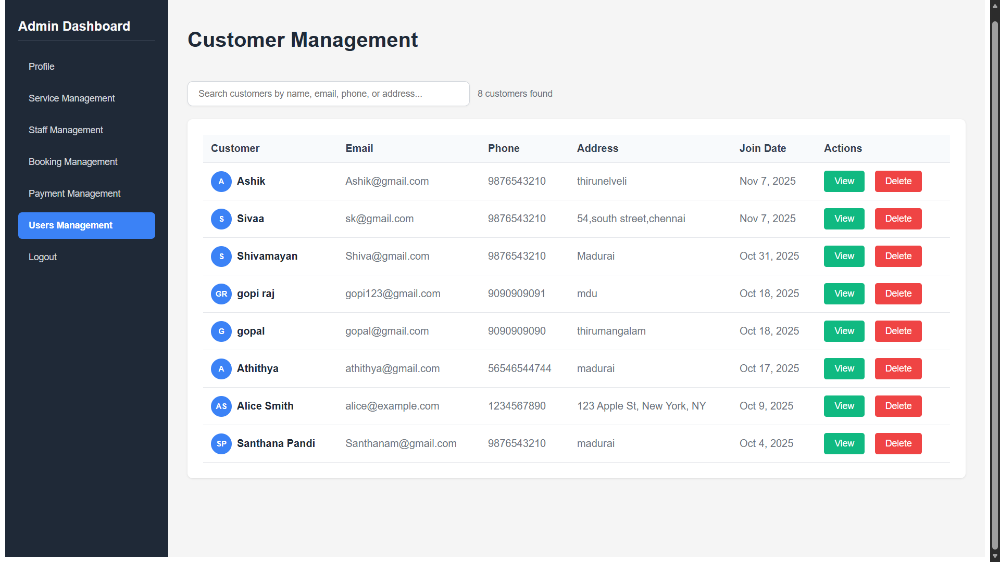 Admin Dashboard
Profile
Service Management
Staff Management
Booking Management
Payment Management
Users Management
Logout
Customer Management
Search customers by name, email, phone, or address...
8 customers found
Customer Email Phone Address Join Date Actions
A Ashik Ashik@gmail.com 9876543210 thirunelveli Nov 7, 2025 View Delete
S Sivaa sk@gmail.com 9876543210 54,south street,chennai Nov 7, 2025 View Delete
S Shivamayan Shiva@gmail.com 9876543210 Madurai Oct 31, 2025 View Delete
GR gopi raj gopi123@gmail.com 9090909091 mdu Oct 18, 2025 View Delete
G gopal gopal@gmail.com 9090909090 thirumangalam Oct 18, 2025 View Delete
A Athithya athithya@gmail.com 56546544744 madurai Oct 17, 2025 View Delete
AS Alice Smith alice@example.com 1234567890 123 Apple St, New York, NY Oct 9, 2025 View Delete
SP Santhana Pandi Santhanam@gmail.com 9876543210 madurai Oct 4, 2025 View Delete